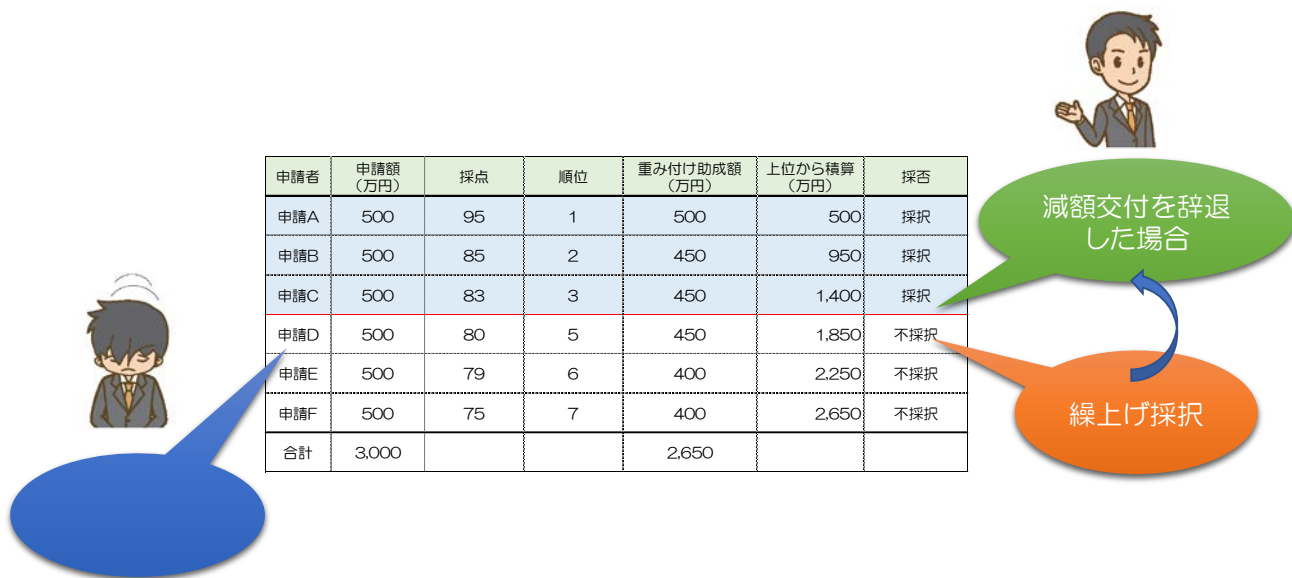 申請者 申請額（万円） 採点 順位 重み付け助成額（万円） 上位から積算（万円） 採否
申請A 500 95 1 500 500 採択
申請B 500 85 2 450 950 採択
申請C 500 83 3 450 1,400 採択
申請D 500 80 5 450 1,850 不採択
申請E 500 79 6 400 2,250 不採択
申請F 500 75 7 400 2,650 不採択
合計 3,000 2,650
減額交付を辞退
した場合
繰上げ採択